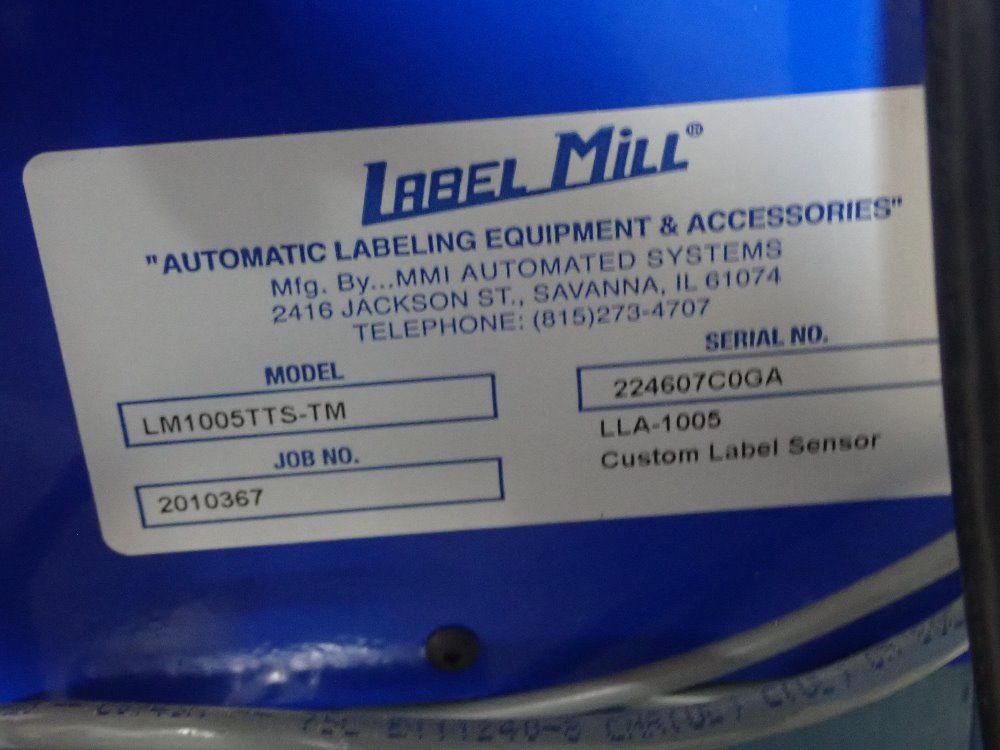 LABEL MILL®
"AUTOMATIC LABELING EQUIPMENT & ACCESSORIES"
Mfg. By...MMI AUTOMATED SYSTEMS
2416 JACKSON ST., SAVANNA, IL 61074
TELEPHONE: (815)273-4707
MODEL
LM1005TTS-TM
SERIAL NO.
224607C0GA
JOB NO.
2010367
LLA-1005
Custom Label Sensor